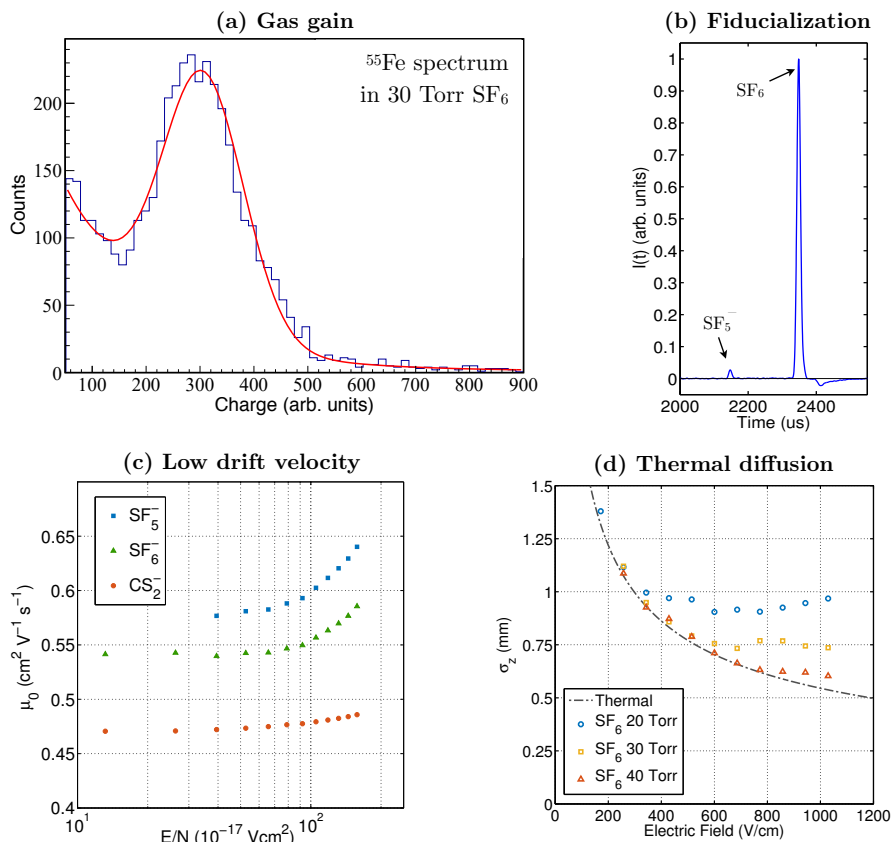 (a) Gas gain
⁵⁵Fe spectrum
in 30 Torr SF₆
Counts
200
150
100
50
0
100 200 300 400 500 600 700 800 900
Charge (arb. units)
(b) Fiducialization
SF₆⁻
SF₅⁻
I(t) (arb. units)
1
0.9
0.8
0.7
0.6
0.5
0.4
0.3
0.2
0.1
0
2000 2200 2400
Time (us)
(c) Low drift velocity
SF₅⁻
SF₆⁻
CS₂⁻
μ₀ (cm² V⁻¹ s⁻¹)
0.65
0.6
0.55
0.5
0.45
0.4
10¹ 10²
E/N (10⁻¹⁷ Vcm²)
(d) Thermal diffusion
σz (mm)
1.5
1.25
1
0.75
0.5
0.25
0
Thermal
SF₆ 20 Torr
SF₆ 30 Torr
SF₆ 40 Torr
0 200 400 600 800 1000 1200
Electric Field (V/cm)